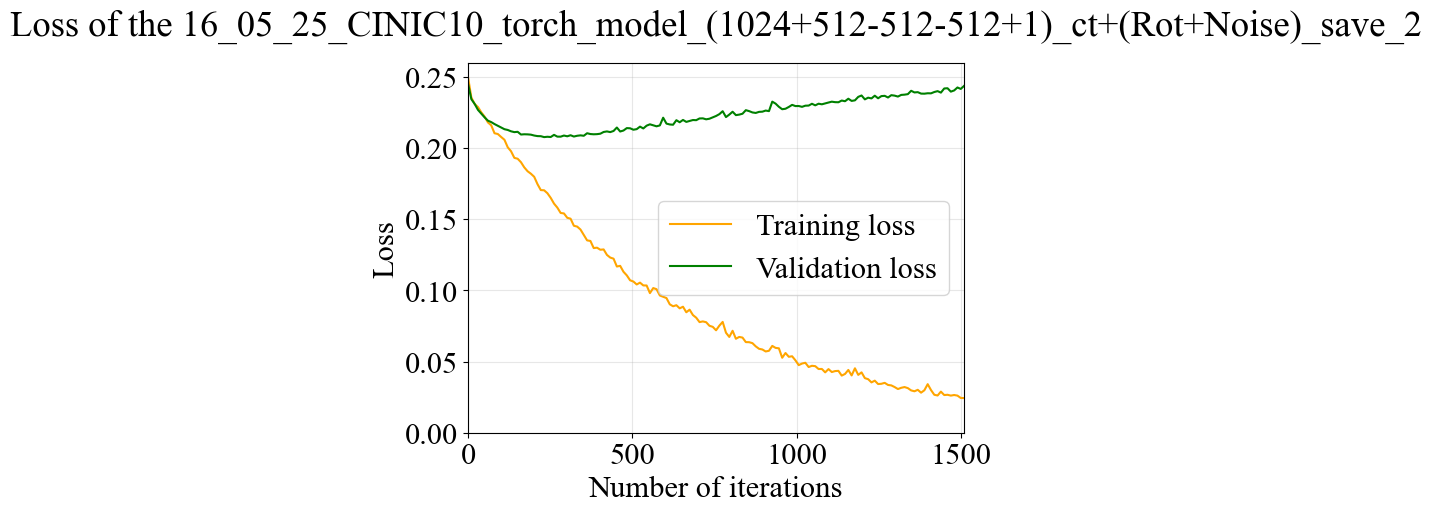 Loss of the 16_05_25_CINIC10_torch_model_(1024+512-512-512+1)_ct+(Rot+Noise)_save_2
0.25
0.20
0.15
0.10
0.05
0.00
Loss
Training loss
Validation loss
0 500 1000 1500
Number of iterations